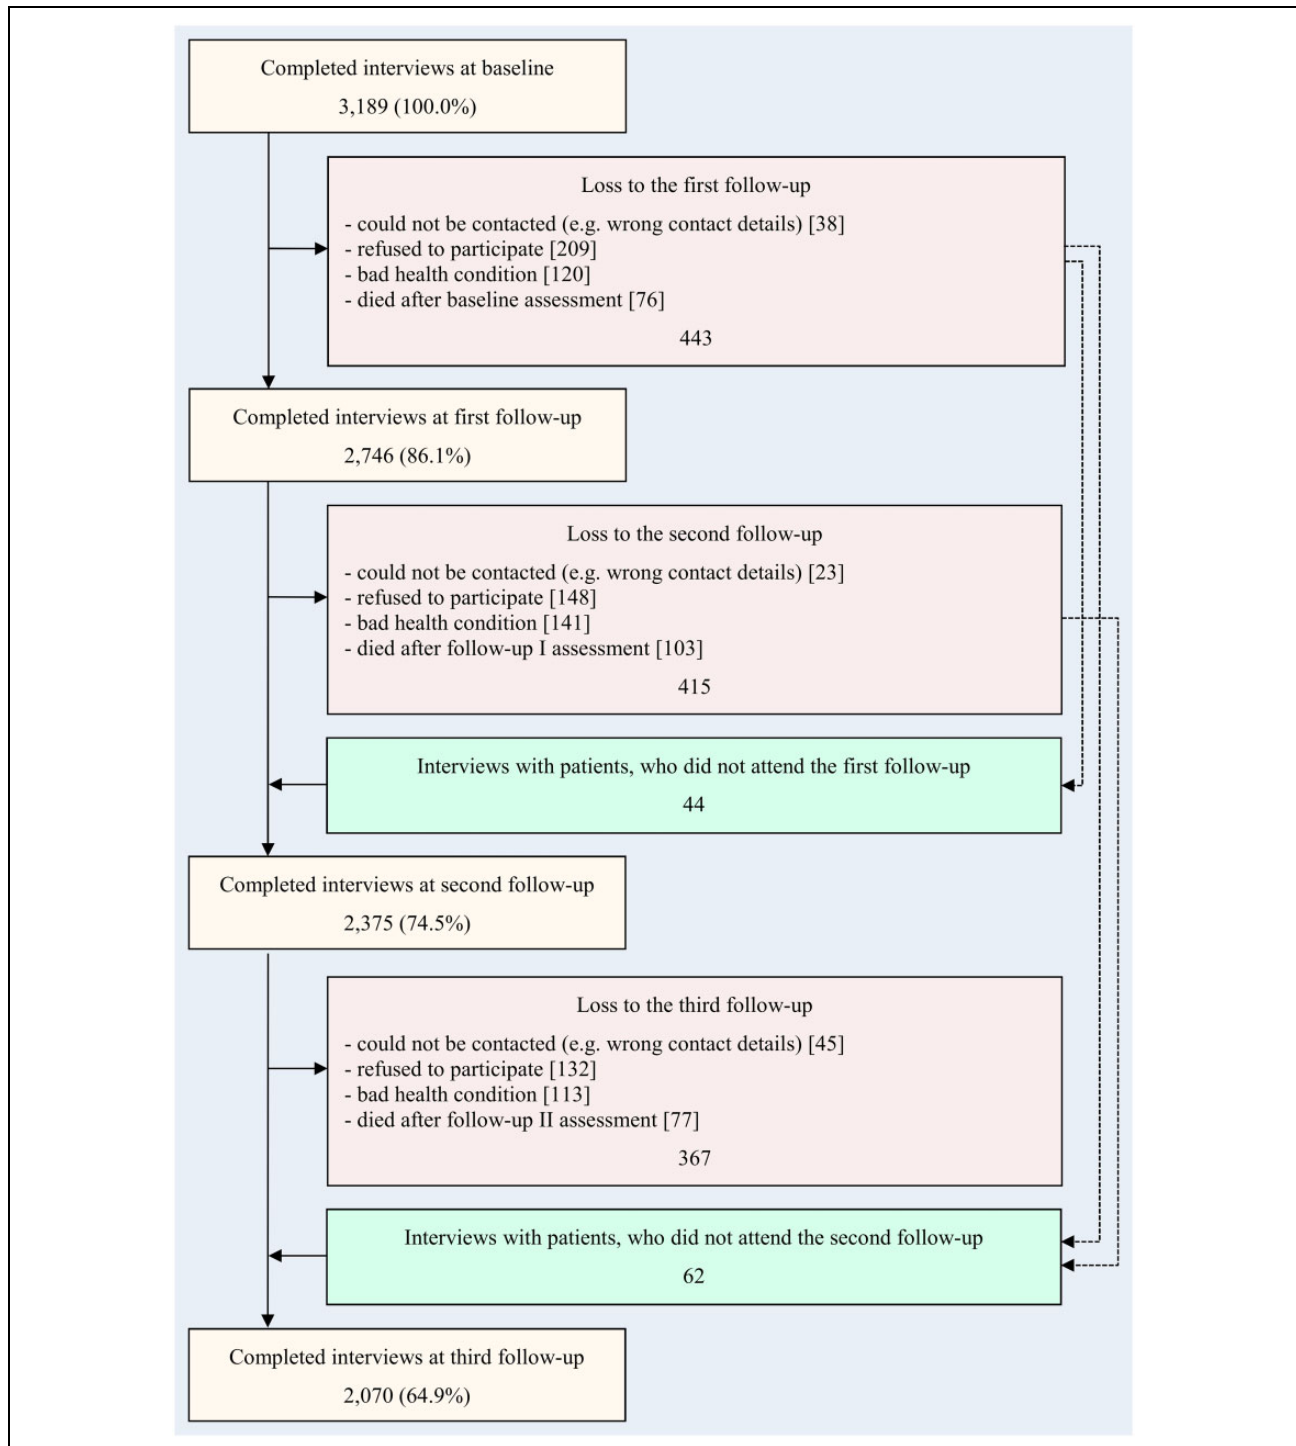 Completed interviews at baseline
3,189 (100.0%)
Loss to the first follow-up
- could not be contacted (e.g. wrong contact details) [38]
- refused to participate [209]
- bad health condition [120]
- died after baseline assessment [76]
443
Completed interviews at first follow-up
2,746 (86.1%)
Loss to the second follow-up
- could not be contacted (e.g. wrong contact details) [23]
- refused to participate [148]
- bad health condition [141]
- died after follow-up I assessment [103]
415
Interviews with patients, who did not attend the first follow-up
44
Completed interviews at second follow-up
2,375 (74.5%)
Loss to the third follow-up
- could not be contacted (e.g. wrong contact details) [45]
- refused to participate [132]
- bad health condition [113]
- died after follow-up II assessment [77]
367
Interviews with patients, who did not attend the second follow-up
62
Completed interviews at third follow-up
2,070 (64.9%)